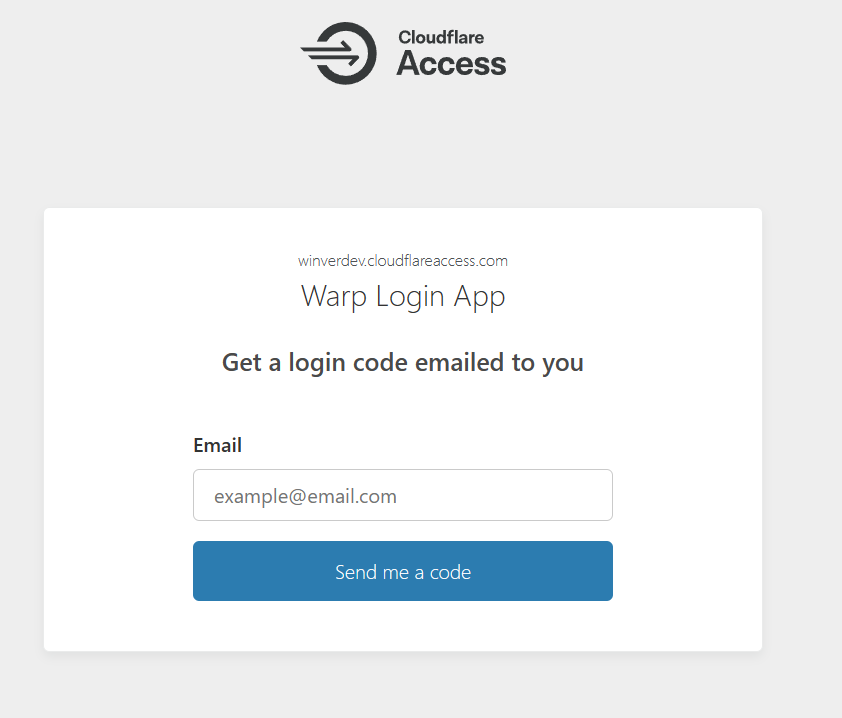 Cloudflare
Access
winverdev.cloudflareaccess.com
Warp Login App
Get a login code emailed to you
Email
example@email.com
Send me a code